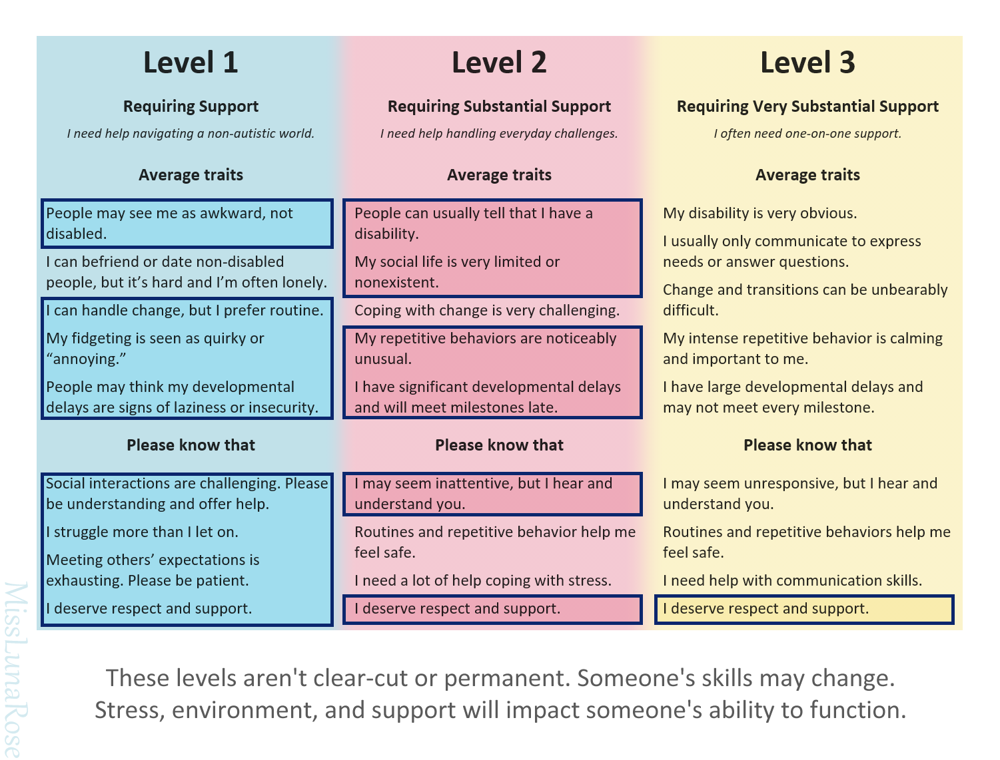 Level 1
Requiring Support
I need help navigating a non-autistic world.
Average traits
People may see me as awkward, not
disabled.
I can befriend or date non-disabled
people, but it’s hard and I’m often lonely.
I can handle change, but I prefer routine.
My fidgeting is seen as quirky or
“annoying.”
People may think my developmental
delays are signs of laziness or insecurity.
Please know that
Social interactions are challenging. Please
be understanding and offer help.
I struggle more than I let on.
Meeting others’ expectations is
exhausting. Please be patient.
I deserve respect and support.
Level 2
Requiring Substantial Support
I need help handling everyday challenges.
Average traits
People can usually tell that I have a
disability.
My social life is very limited or
nonexistent.
Coping with change is very challenging.
My repetitive behaviors are noticeably
unusual.
I have significant developmental delays
and will meet milestones late.
Please know that
I may seem inattentive, but I hear and
understand you.
Routines and repetitive behavior help me
feel safe.
I need a lot of help coping with stress.
I deserve respect and support.
Level 3
Requiring Very Substantial Support
I often need one-on-one support.
Average traits
My disability is very obvious.
I usually only communicate to express
needs or answer questions.
Change and transitions can be unbearably
difficult.
My intense repetitive behavior is calming
and important to me.
I have large developmental delays and
may not meet every milestone.
Please know that
I may seem unresponsive, but I hear and
understand you.
Routines and repetitive behaviors help me
feel safe.
I need help with communication skills.
I deserve respect and support.
These levels aren't clear-cut or permanent. Someone's skills may change.
Stress, environment, and support will impact someone's ability to function.
MissLunaRose